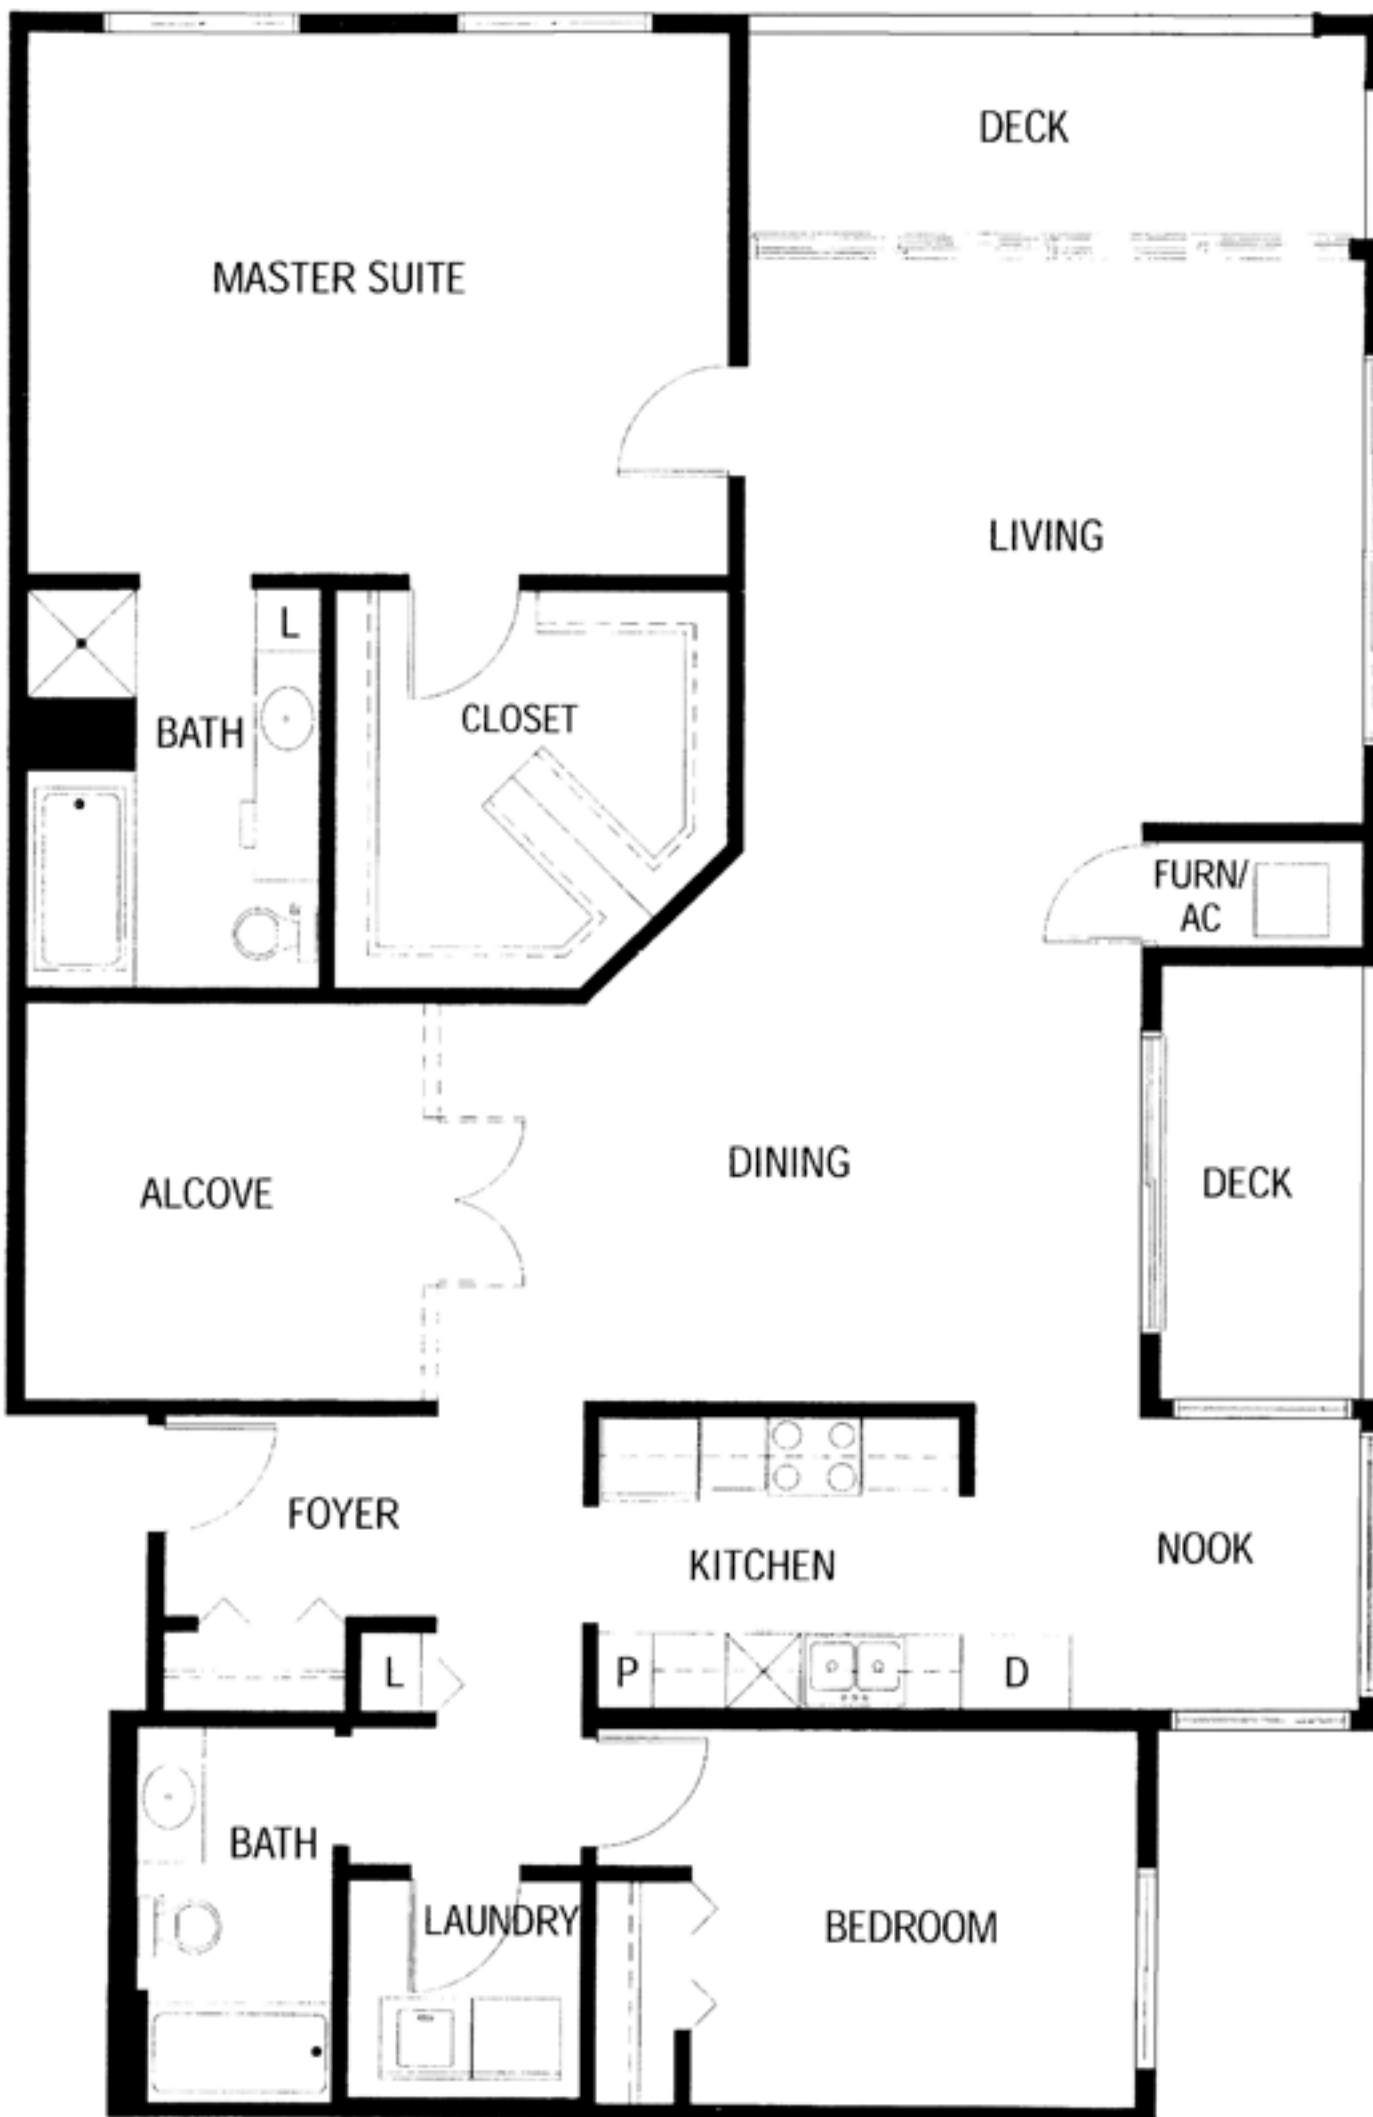 DECK
MASTER SUITE
LIVING
L
BATH
CLOSET
FURN/
AC
ALCOVE
DINING
DECK
FOYER
KITCHEN
NOOK
L
P
D
BATH
LAUNDRY
BEDROOM